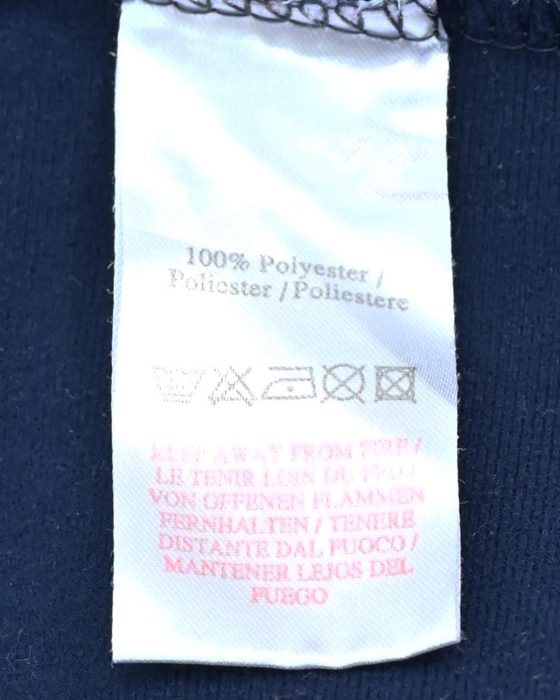 100% Polyester /
Poliester / Poliestere
KEEP AWAY FROM FIRE /
LE TENIR LOIN DU FEU /
VON OFFENEN FLAMMEN
FERNHALTEN / TENERE
DISTANTE DAL FUOCO /
MANTENER LEJOS DEL
FUEGO